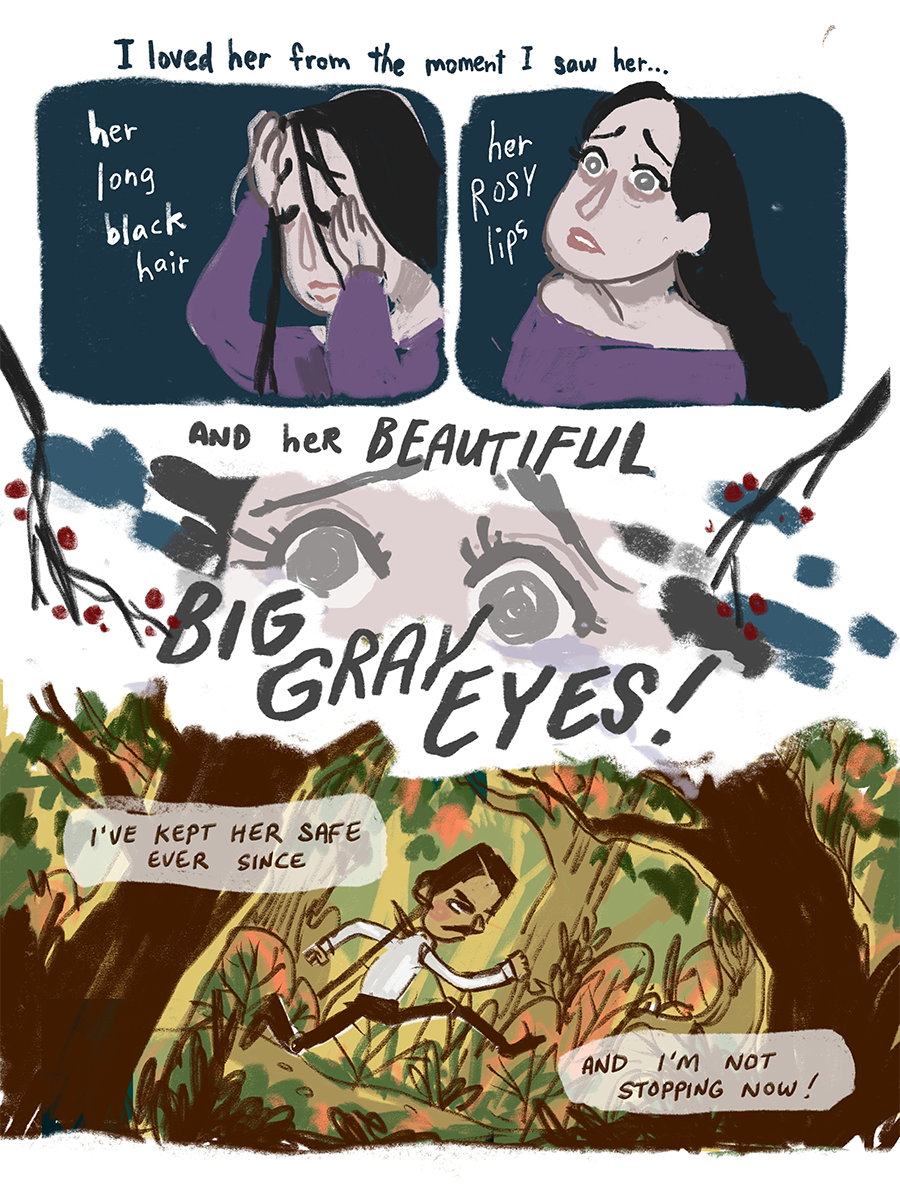 I loved her from the moment I saw her...
her
long
black
hair
her
ROSY
lips
AND heR BEAUTIFUL
BIG
GRAY
EYES!
I'VE KEPT HER SAFE
EVER SINCE
AND I'M NOT
STOPPING NOW!